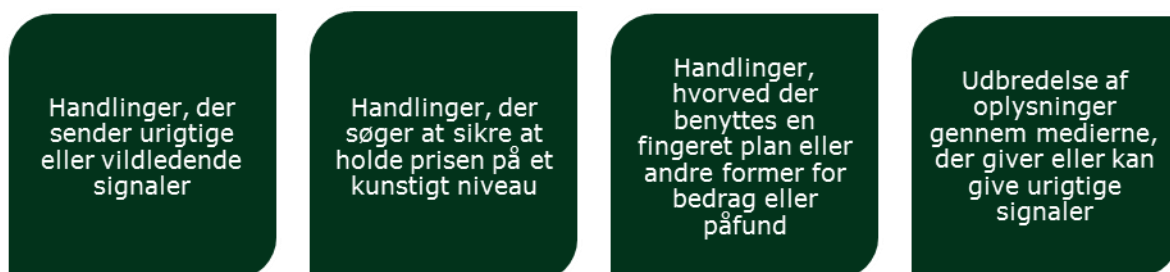 Handlinger, der
sender urigtige
eller vildledende
signaler
Handlinger, der
søger at sikre at
holde prisen på et
kunstigt niveau
Handlinger,
hvorved der
benyttes en
fingeret plan eller
andre former for
bedrag eller
påfund
Udbredelse af
oplysninger
gennem medierne,
der giver eller kan
give urigtige
signaler